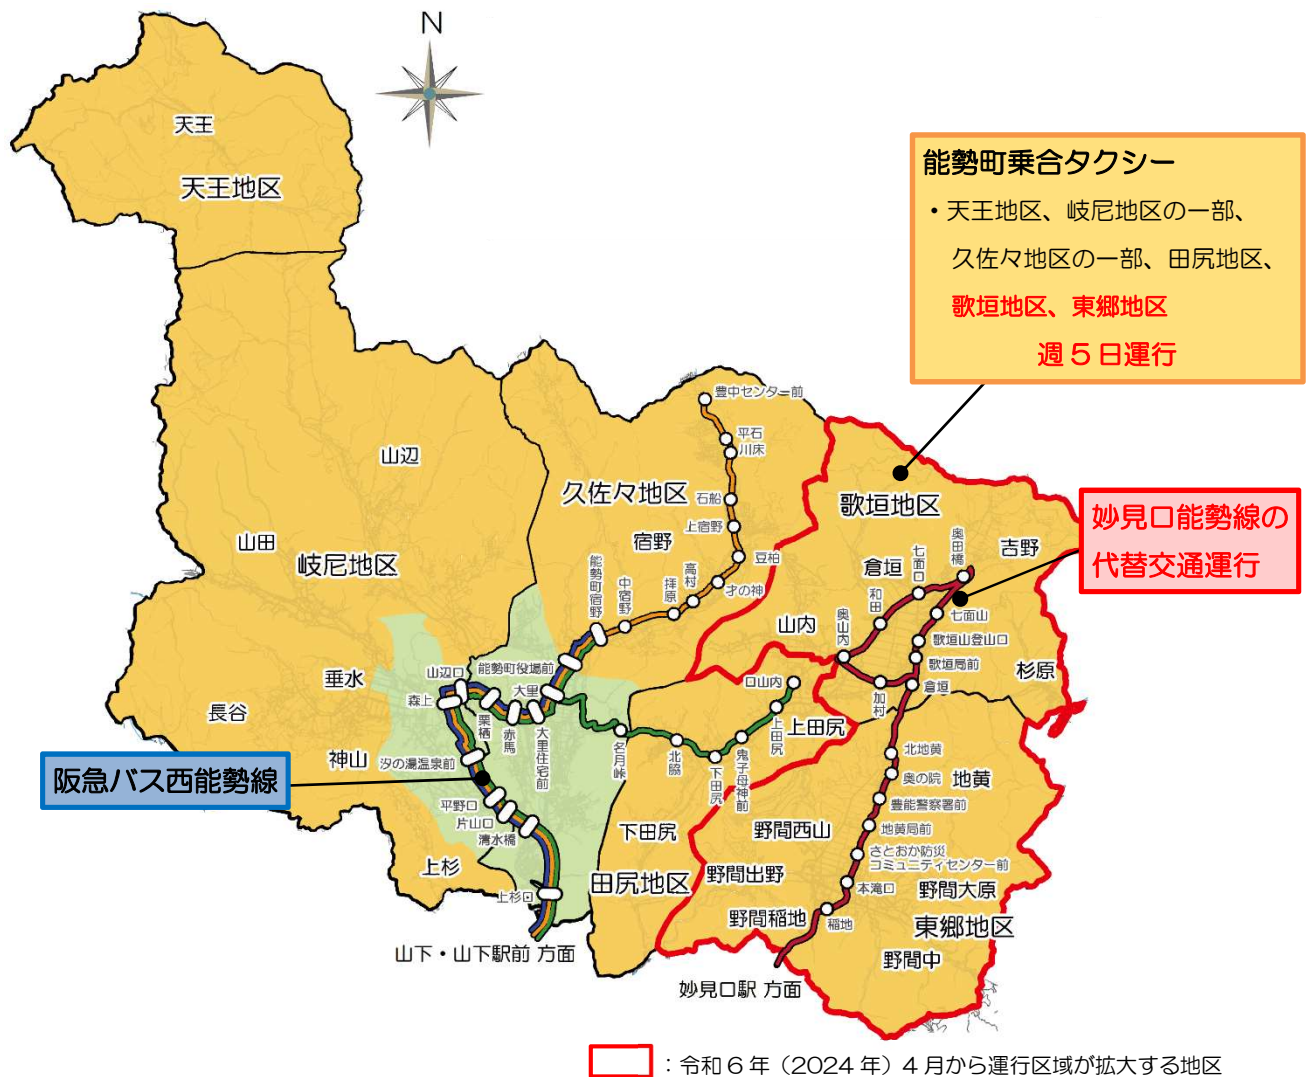 N
天王
天王地区
能勢町乗合タクシー
・天王地区、岐尼地区の一部、
久佐々地区の一部、田尻地区、
歌垣地区、東郷地区
週5日運行
豊中センター前
平石
川床
山辺
久佐々地区
石船
歌垣地区
妙見口能勢線の
代替交通運行
上宿野
宿野
山田
岐尼地区
豆柏
吉野
奥田橋
倉垣
七面口
能勢町宿野
中宿野
拝原
高村
才の神
和田
七面山
山内
奥山内
歌垣山登山口
歌垣局前
杉原
能勢町役場前
山辺口
垂水
森上
大里
口山内
倉垣
加村
長谷
栗栖
赤馬
大里住宅前
名月峠
北脇
下田尻
鬼子母神前
上田尻
上田尻
北地黄
神山
汐の湯温泉前
阪急バス西能勢線
奥の院
地黄
平野口
片山口
清水橋
豊能警察署前
下田尻
野間西山
地黄局前
さとおか防災
コミュニティセンター前
上杉
田尻地区
野間出野
本滝口
野間大原
上杉口
野間稲地
稲地
東郷地区
山下・山下駅前 方面
野間中
妙見口駅 方面
：令和6年（2024年）4月から運行区域が拡大する地区